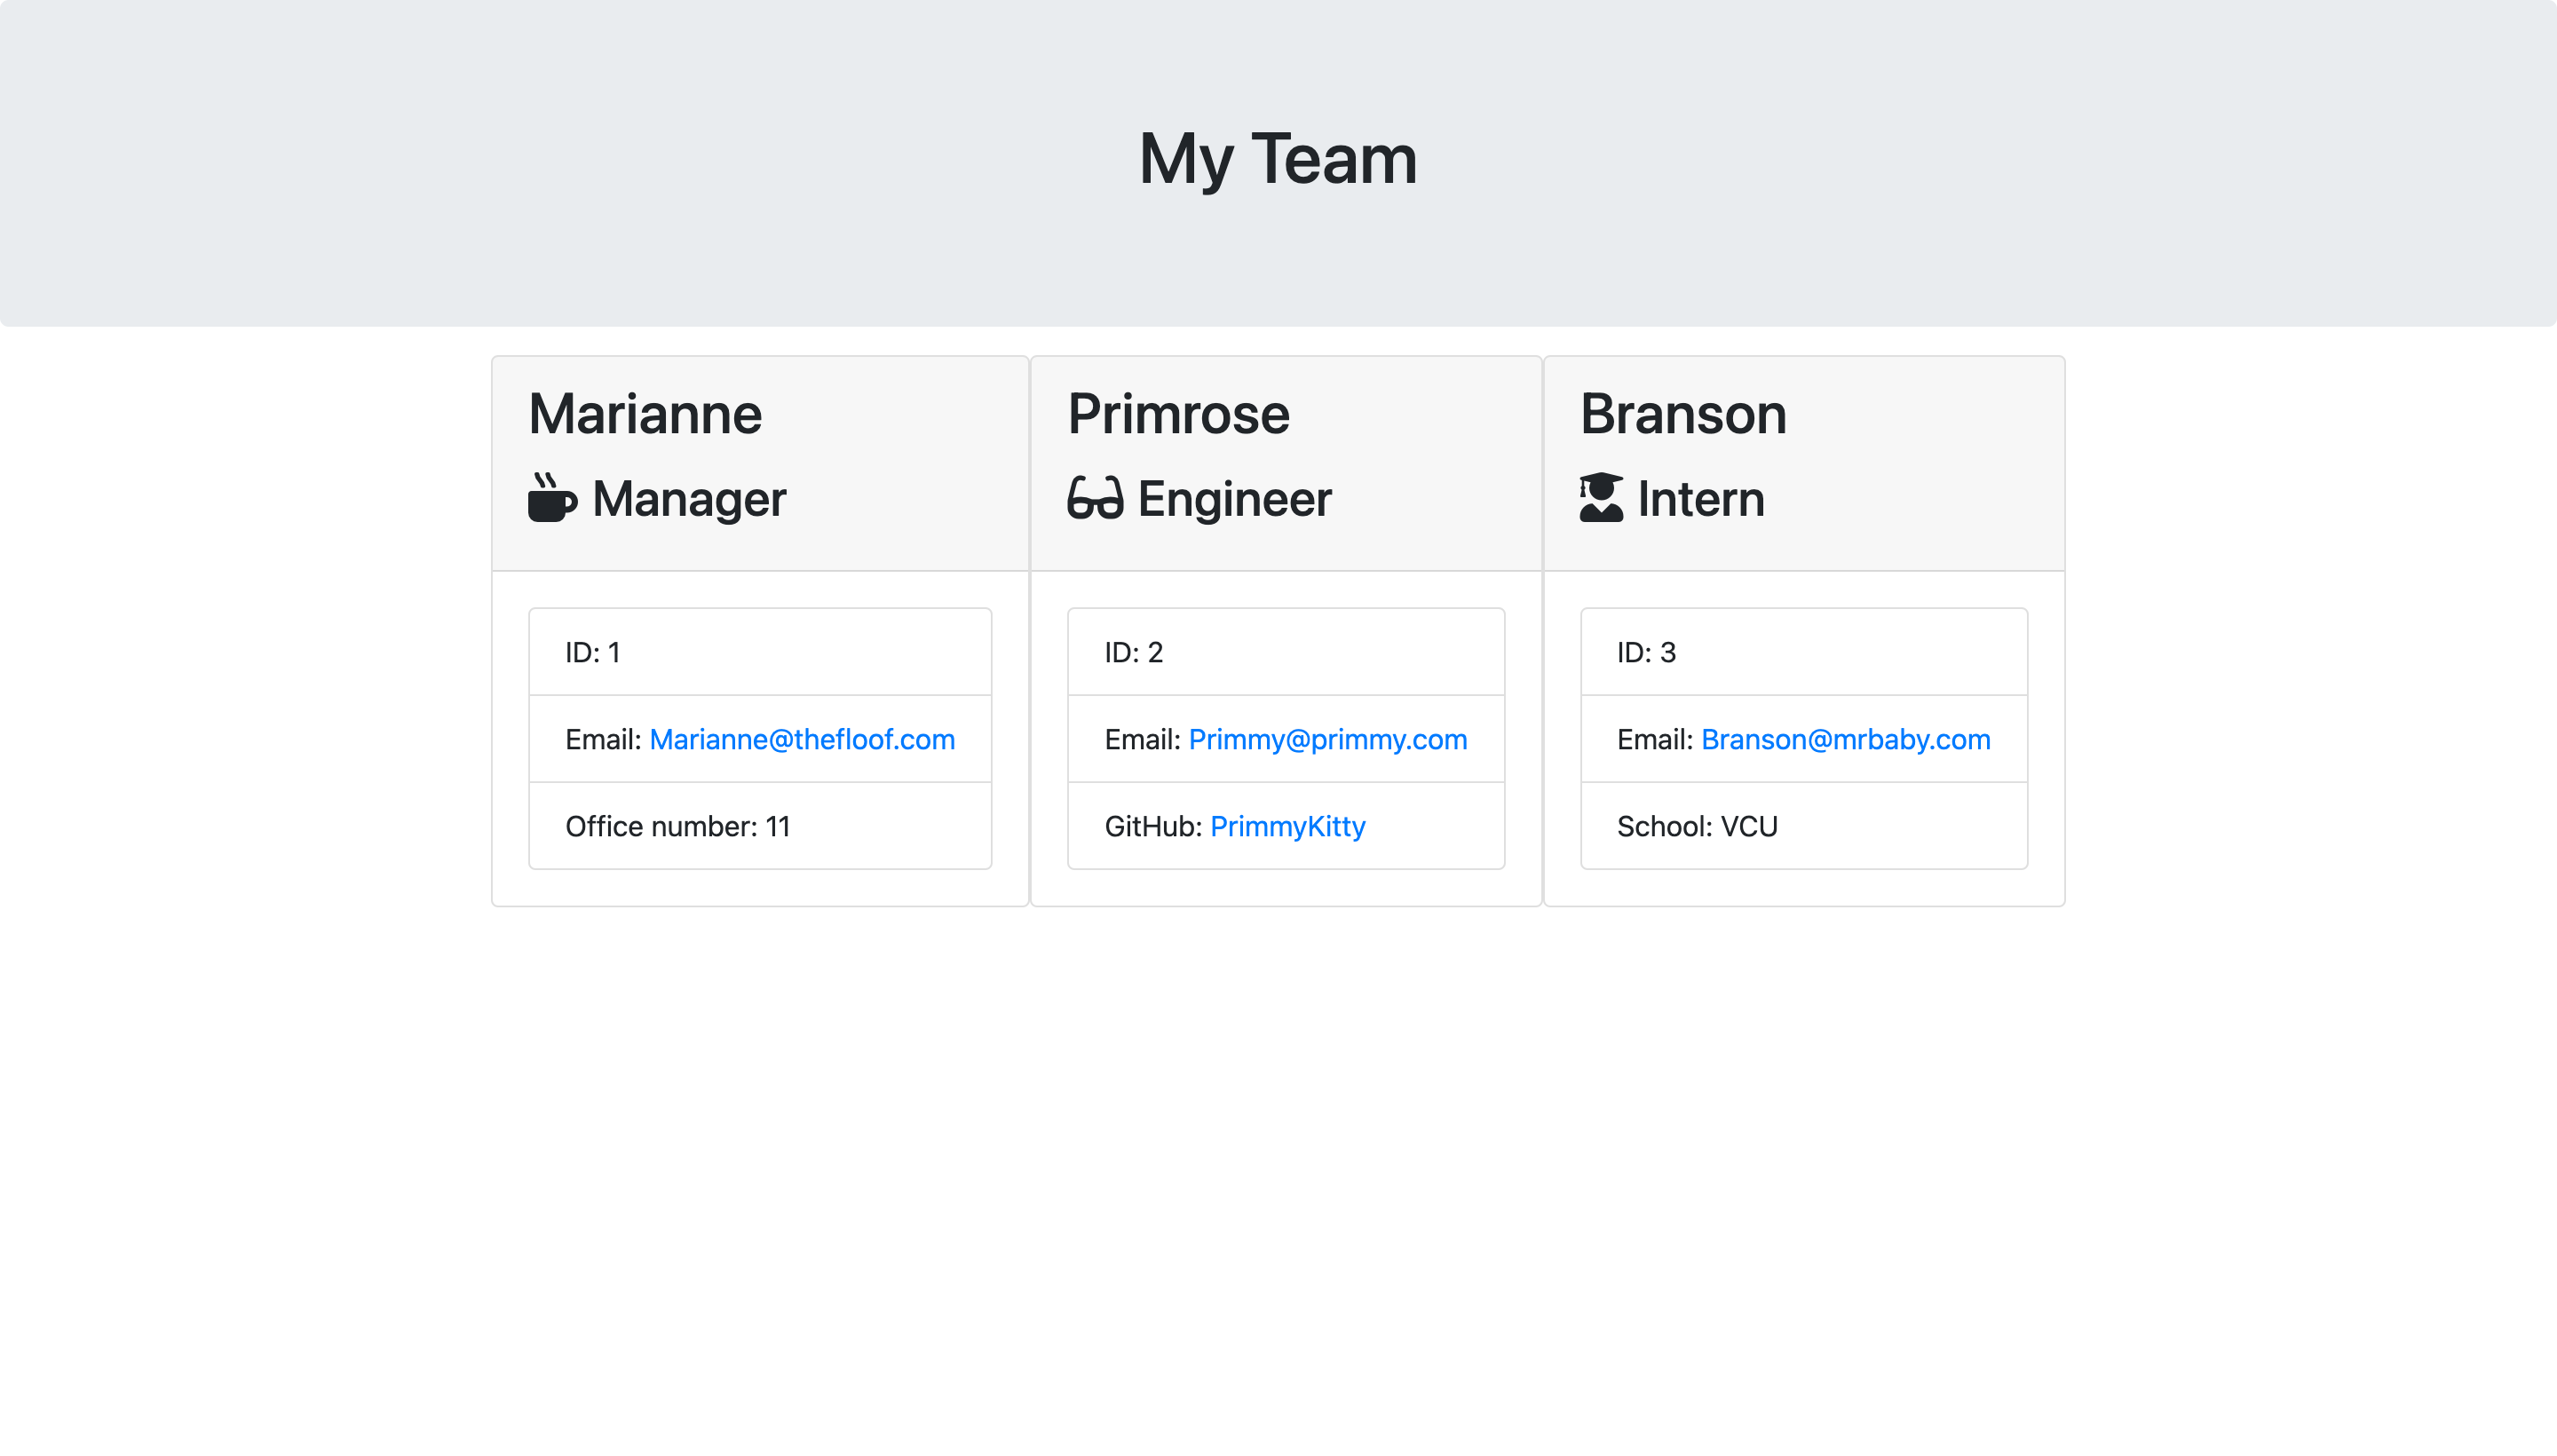 My Team
Marianne
Manager
ID: 1
Email: Marianne@thefloof.com
Office number: 11
Primrose
Engineer
ID: 2
Email: Primmy@primmy.com
GitHub: PrimmyKitty
Branson
Intern
ID: 3
Email: Branson@mrbaby.com
School: VCU